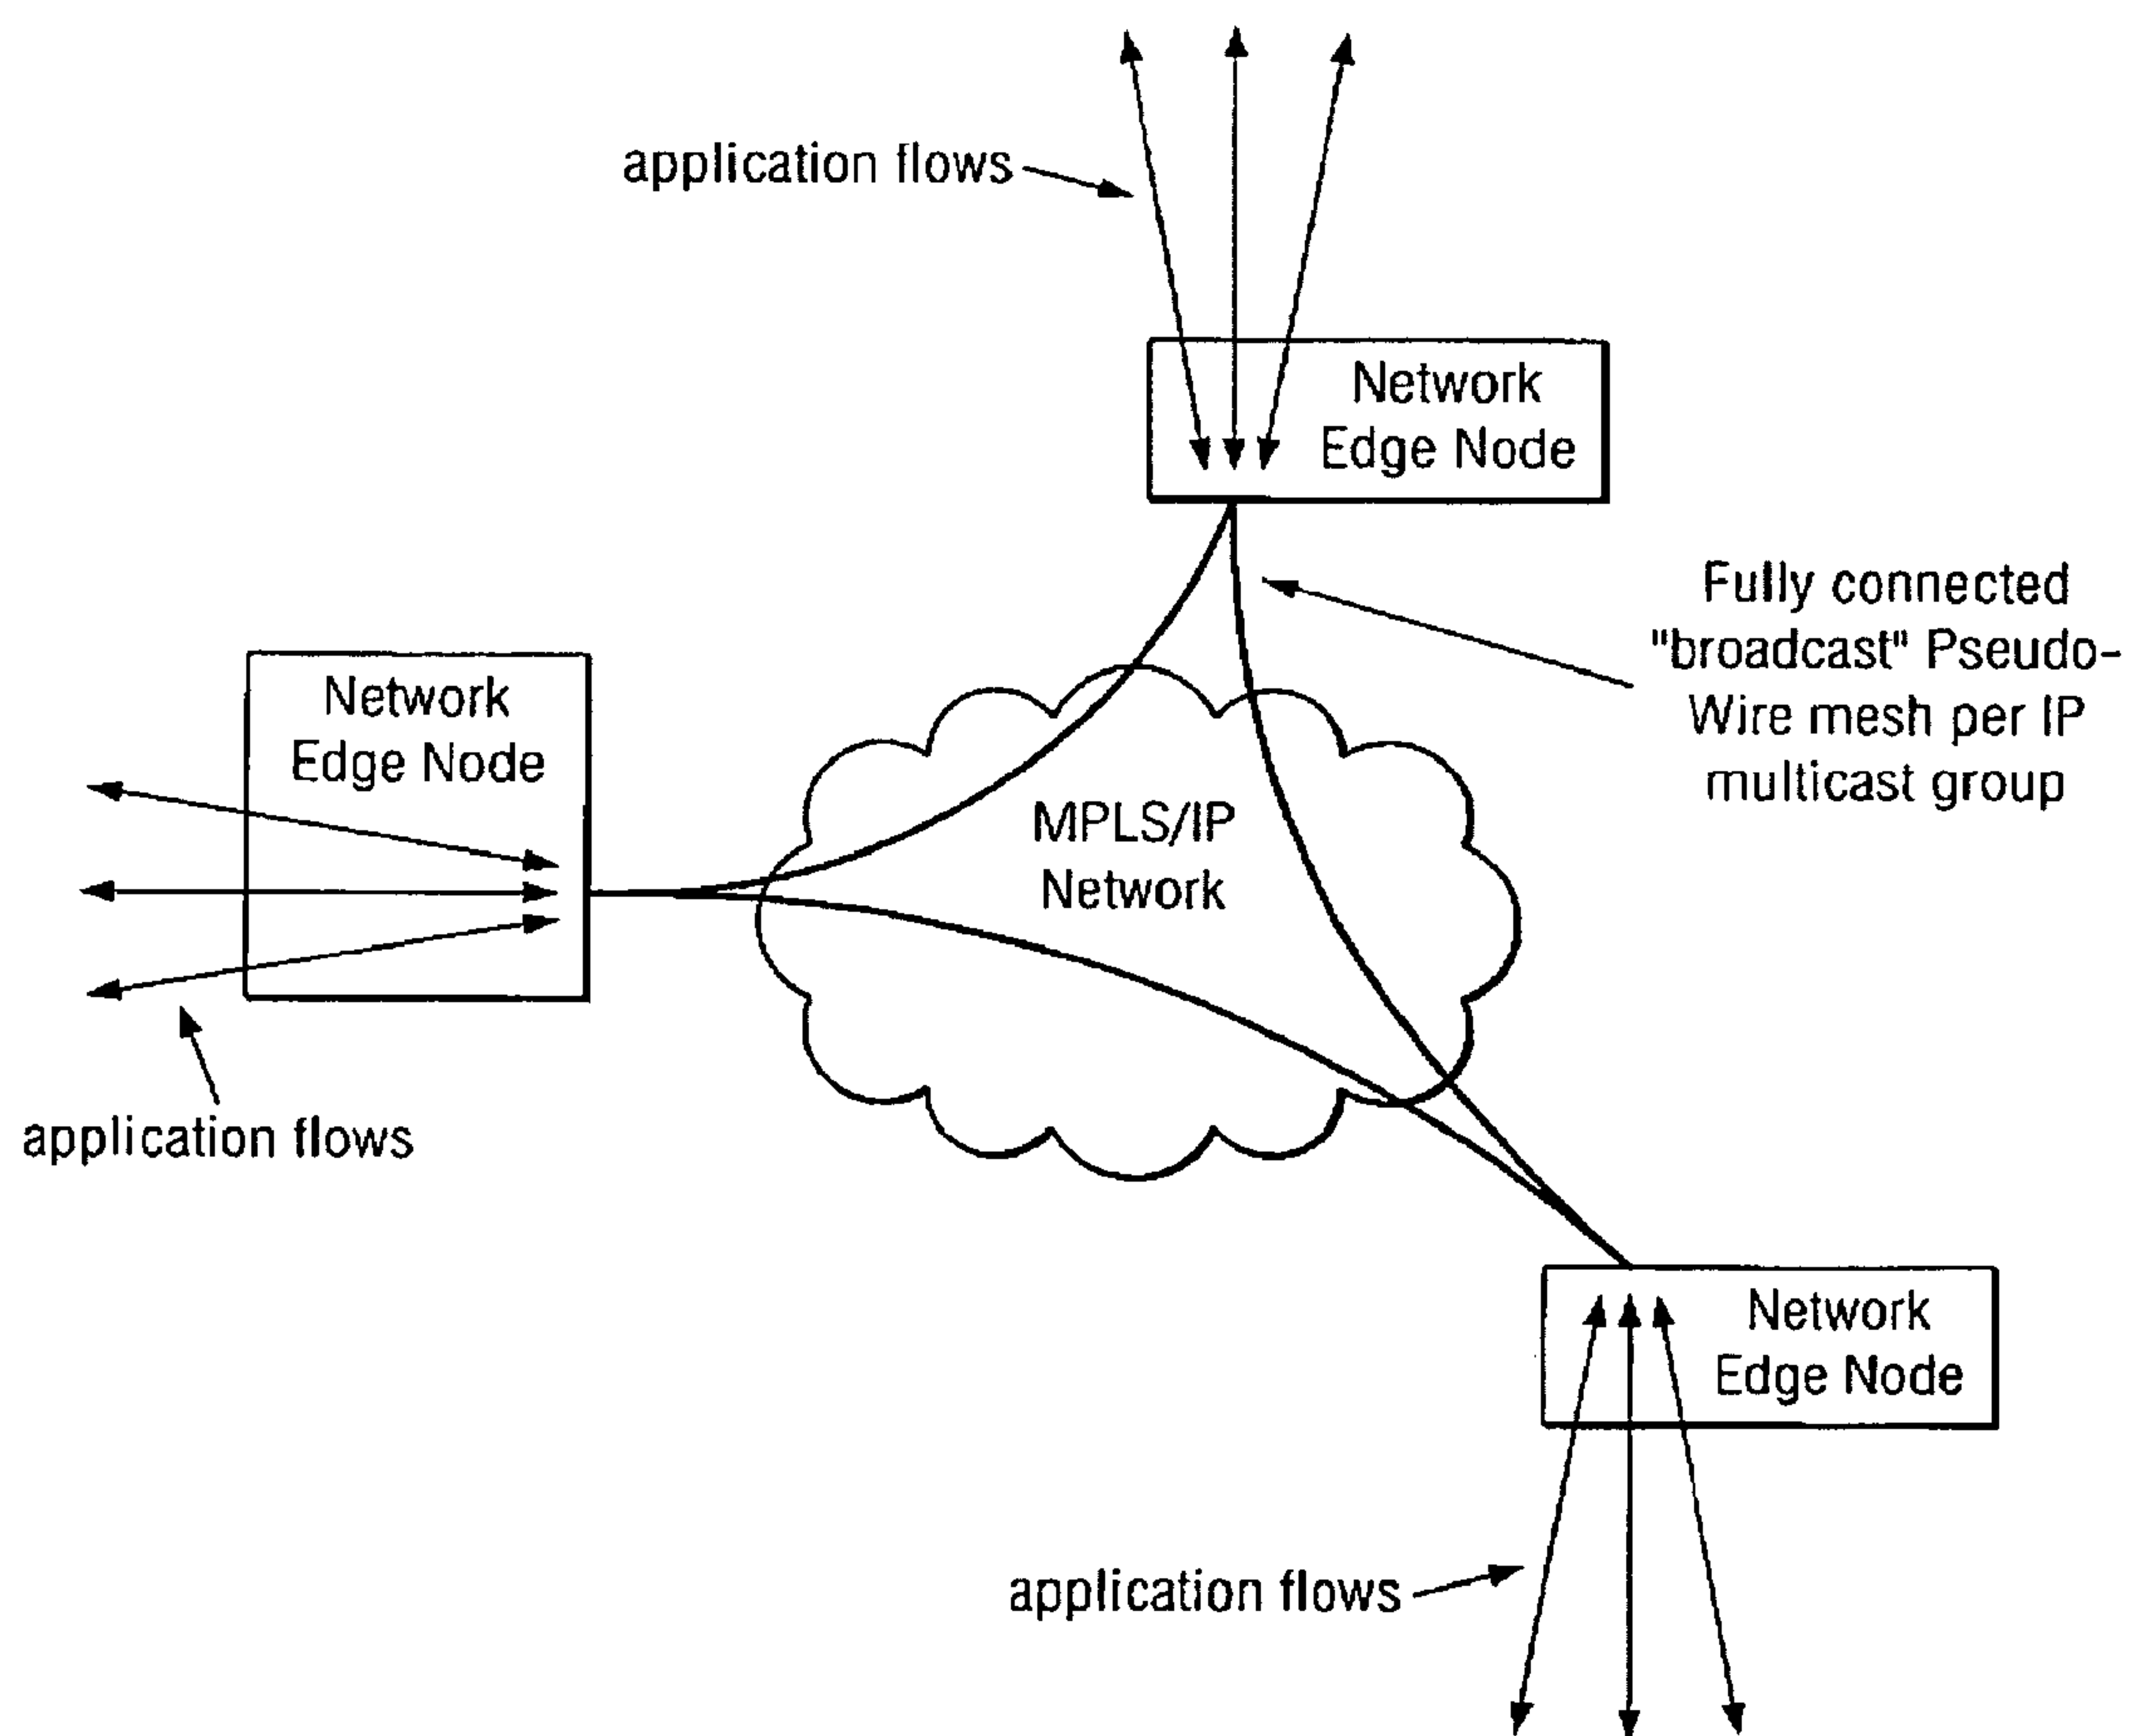 application flows
Network
Edge Node
Fully connected
"broadcast" Pseudo-
Wire mesh per IP
multicast group
Network
Edge Node
MPLS/IP
Network
application flows
Network
Edge Node
application flows